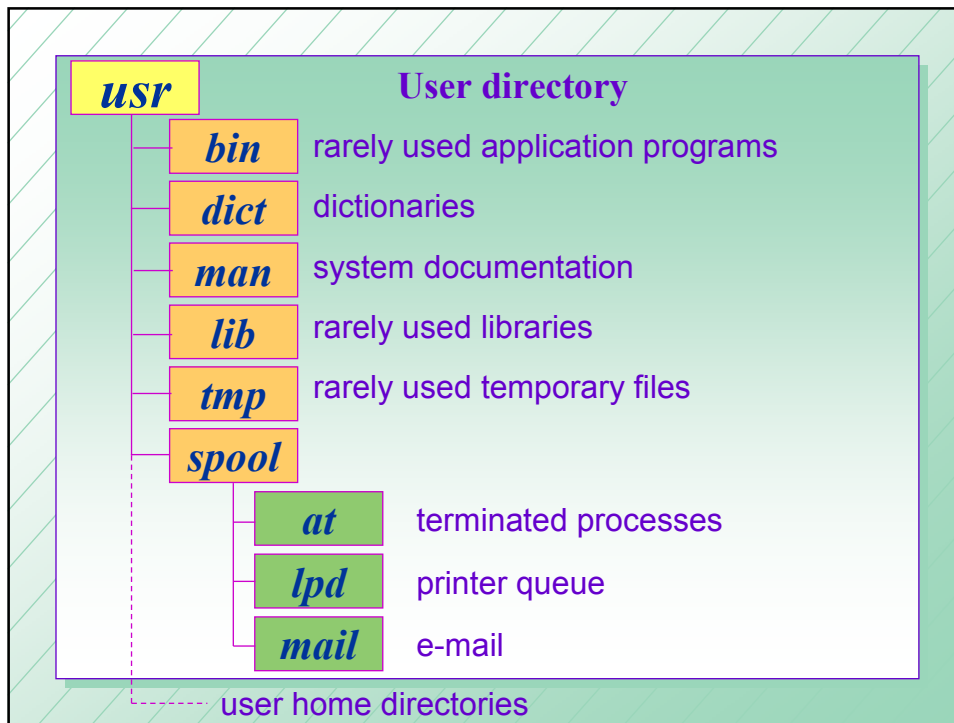 usr
User directory
bin rarely used application programs
dict dictionaries
man system documentation
lib rarely used libraries
tmp rarely used temporary files
spool
at terminated processes
lpd printer queue
mail e-mail
user home directories